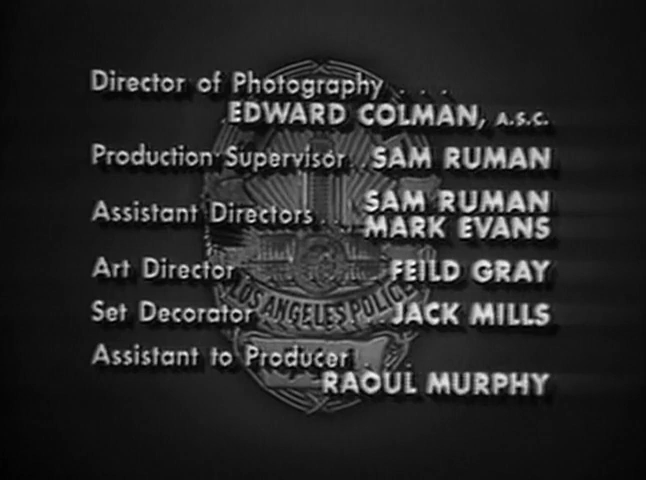 Director of Photography . . .
EDWARD COLMAN, A.S.C.
Production Supervisor . . SAM RUMAN
SAM RUMAN
Assistant Directors . . .
MARK EVANS
Art Director FEILD GRAY
LOS ANGELES POLICE
Set Decorator JACK MILLS
Assistant to Producer . . .
RAOUL MURPHY